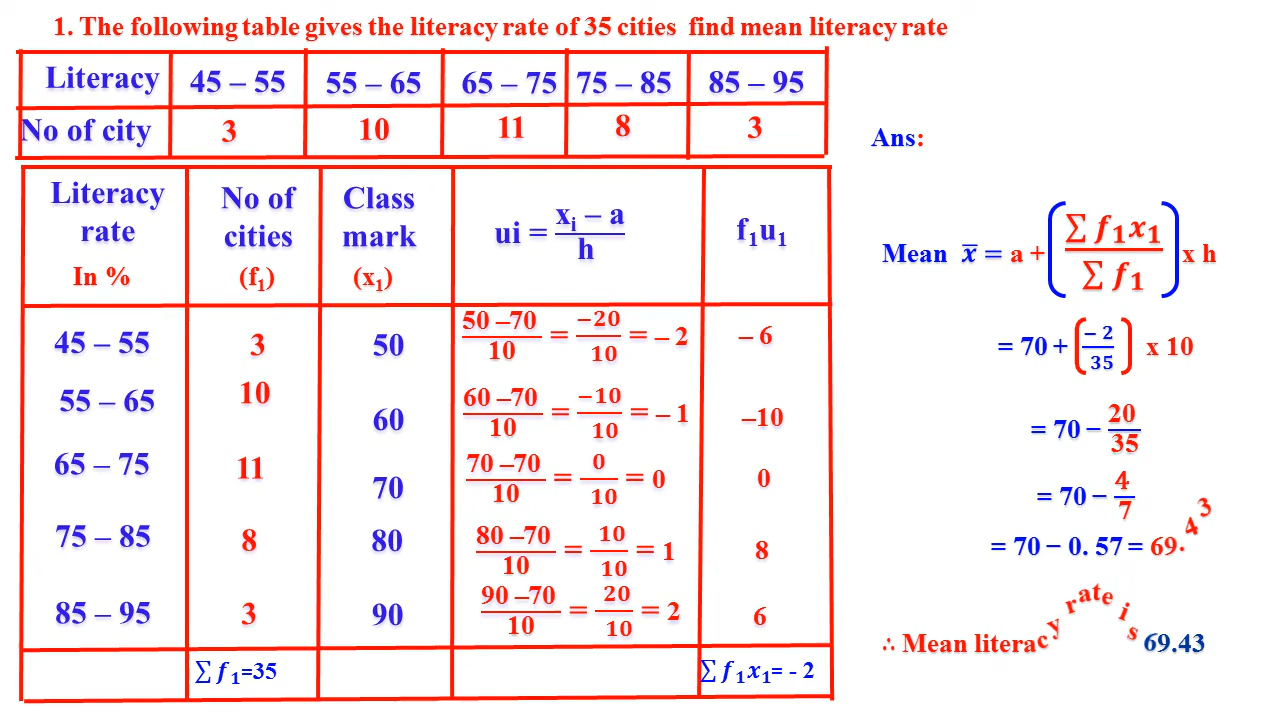 1. The following table gives the literacy rate of 35 cities find mean literacy rate
Literacy 45 – 55 55 – 65 65 – 75 75 – 85 85 – 95
No of city 3 10 11 8 3
Ans:
Literacy rate In % No of cities (f₁) Class mark (x₁) ui = (xᵢ – a)/h f₁u₁
45 – 55 3 50 (50 –70)/10 = (−20)/10 = – 2 – 6
55 – 65 10 60 (60 –70)/10 = (−10)/10 = – 1 –10
65 – 75 11 70 (70 –70)/10 = 0/10 = 0 0
75 – 85 8 80 (80 –70)/10 = 10/10 = 1 8
85 – 95 3 90 (90 –70)/10 = 20/10 = 2 6
∑ f₁=35 ∑ f₁ x₁= - 2
Mean x̅ = a + (∑ f₁x₁ / ∑ f₁) x h
= 70 + (− 2/35) x 10
= 70 − 20/35
= 70 − 4/7
= 70 − 0. 57 = 69.43
∴ Mean literacy rate is 69.43